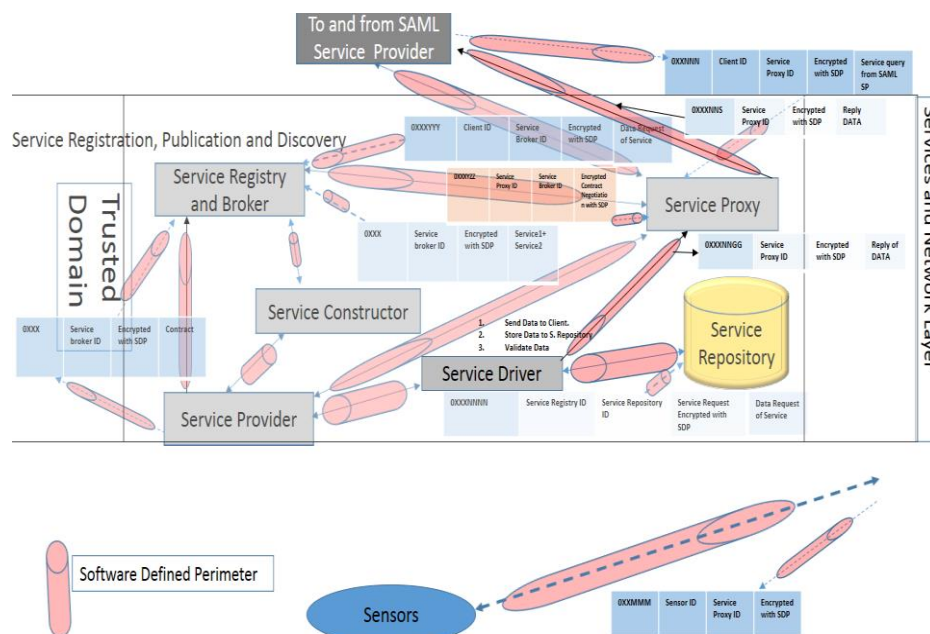 To and from SAML
Service Provider
0XXNNN
Client ID
Service
Proxy ID
Encrypted
with SDP
Service query
from SAML
SP
0XXXNNS
Service
Proxy ID
Encrypted
with SDP
Reply
DATA
Service Registration, Publication and Discovery
0XXXYYY
Client ID
Service
Broker ID
Encrypted
with SDP
Data Request
of Service
Service Registry
and Broker
Service
Proxy ID
Service
Broker ID
Encrypted
Contract
Negotiatio
n with SDP
Service Proxy
Trusted
Domain
Services and Network Layer
0XXX
Service
broker ID
Encrypted
with SDP
Service1+
Service2
0XXXNNGG
Service
Proxy ID
Encrypted
with SDP
Reply of
DATA
Service Constructor
0XXX
Service
broker ID
Encrypted
with SDP
Contract
1. Send Data to Client.
2. Store Data to S. Repository
3. Validate Data
Service
Repository
Service Driver
Service Provider
0XXXNNNN
Service Registry ID
Service Repository
ID
Service Request
Encrypted with
SDP
Data Request
of Service
Software Defined Perimeter
Sensors
0XXMMM
Sensor ID
Service
Proxy ID
Encrypted
with SDP